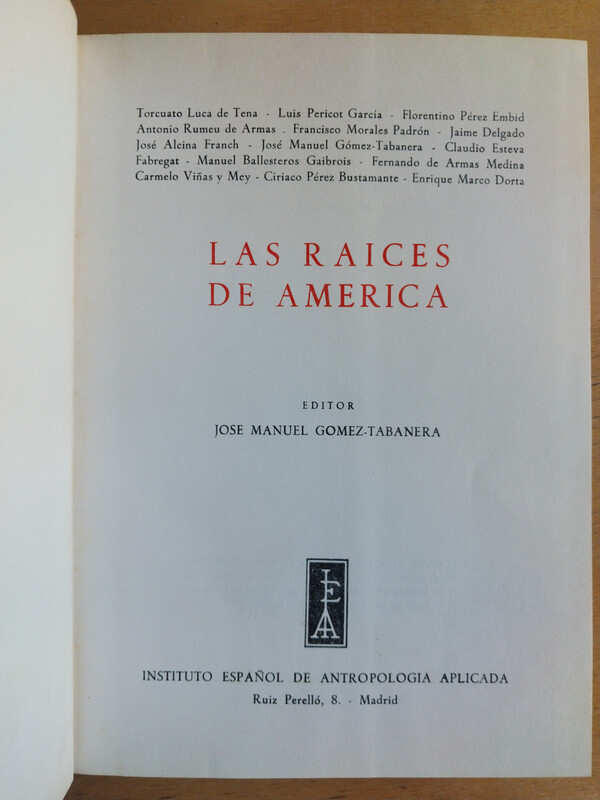 Torcuato Luca de Tena - Luis Pericot García - Florentino Pérez Embid
Antonio Rumeu de Armas . Francisco Morales Padrón - Jaime Delgado
José Alcina Franch - José Manuel Gómez-Tabanera - Claudio Esteva
Fabregat - Manuel Ballesteros Gaibrois - Fernando de Armas Medina
Carmelo Viñas y Mey - Ciriaco Pérez Bustamante - Enrique Marco Dorta
LAS RAICES
DE AMERICA
EDITOR
JOSE MANUEL GOMEZ-TABANERA
IEAA
INSTITUTO ESPAÑOL DE ANTROPOLOGIA APLICADA
Ruiz Perelló, 8. - Madrid